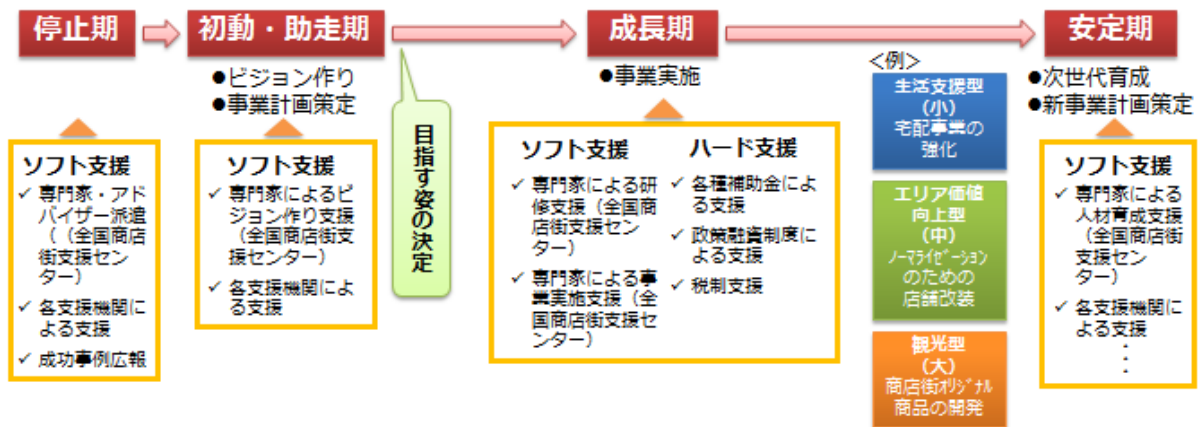 停止期
初動・助走期
成長期
安定期
●ビジョン作り
●事業計画策定
●事業実施
<例>
●次世代育成
●新事業計画策定
ソフト支援
✓ 専門家・アド
バイザー派遣
（（全国商店
街支援セン
ター）
✓ 各支援機関に
よる支援
✓ 成功事例広報
ソフト支援
✓ 専門家によるビ
ジョン作り支援
（全国商店街支
援センター）
✓ 各支援機関によ
る支援
目指す姿の決定
ソフト支援
✓ 専門家による研
修支援（全国商
店街支援セン
ター）
✓ 専門家による事
業実施支援（全
国商店街支援セ
ンター）
ハード支援
✓ 各種補助金によ
る支援
✓ 政策融資制度に
よる支援
✓ 税制支援
生活支援型
（小）
宅配事業の
強化
エリア価値
向上型
（中）
ノーマライゼーション
のための
店舗改装
観光型
（大）
商店街オリジナル
商品の開発
ソフト支援
✓ 専門家による
人材育成支援
（全国商店街
支援セン
ター）
✓ 各支援機関に
よる支援
・
・
・